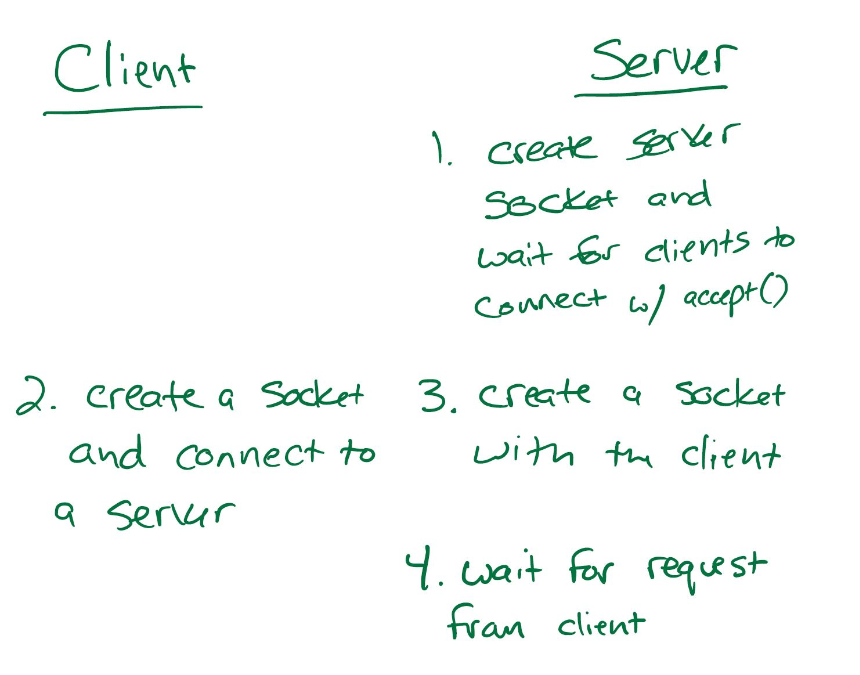 Client
Server
1. create server
socket and
wait for clients to
connect w/ accept()
2. create a socket
and connect to
a server
3. create a socket
with the client
4. wait for request
from client